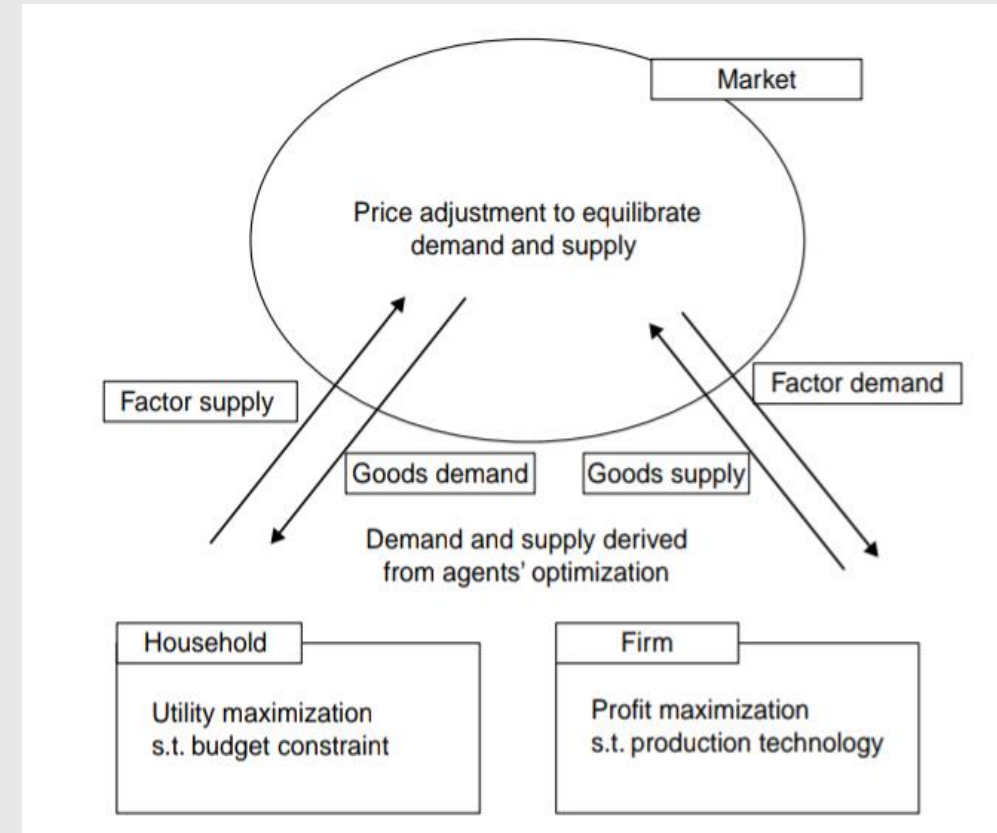 Market
Price adjustment to equilibrate
demand and supply
Factor supply
Factor demand
Goods demand
Goods supply
Demand and supply derived
from agents' optimization
Household
Utility maximization
s.t. budget constraint
Firm
Profit maximization
s.t. production technology